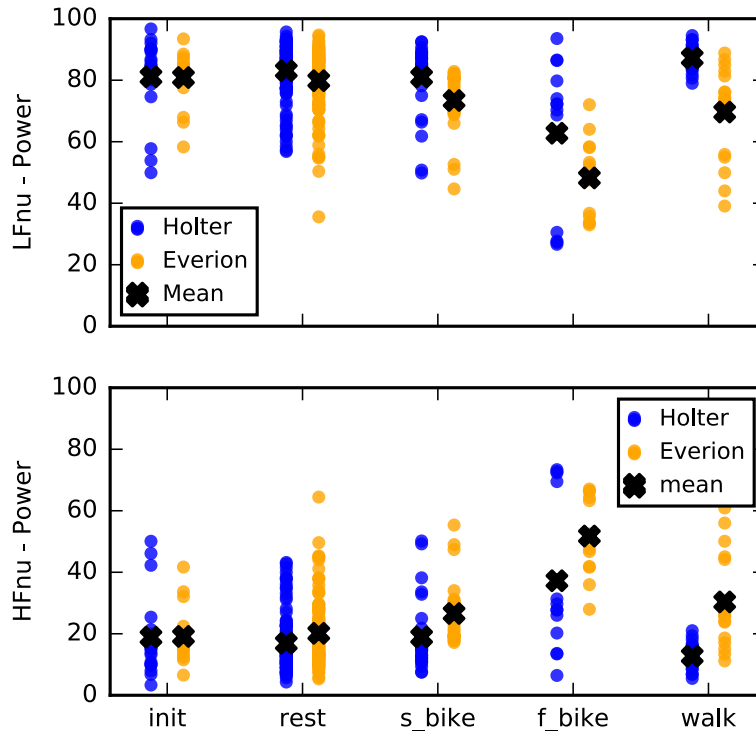 100
80
60
40
20
0
LFnu - Power
Holter
Everion
Mean
100
80
60
40
20
0
HFnu - Power
Holter
Everion
mean
init rest s_bike f_bike walk